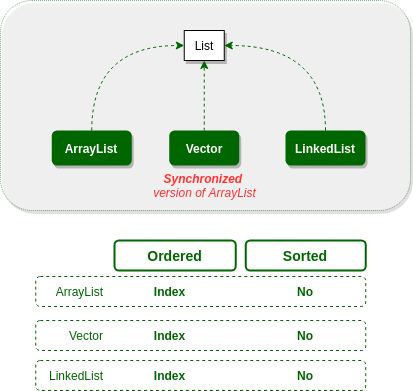 List
ArrayList Vector LinkedList
Synchronized
version of ArrayList
Ordered Sorted
ArrayList Index No
Vector Index No
LinkedList Index No